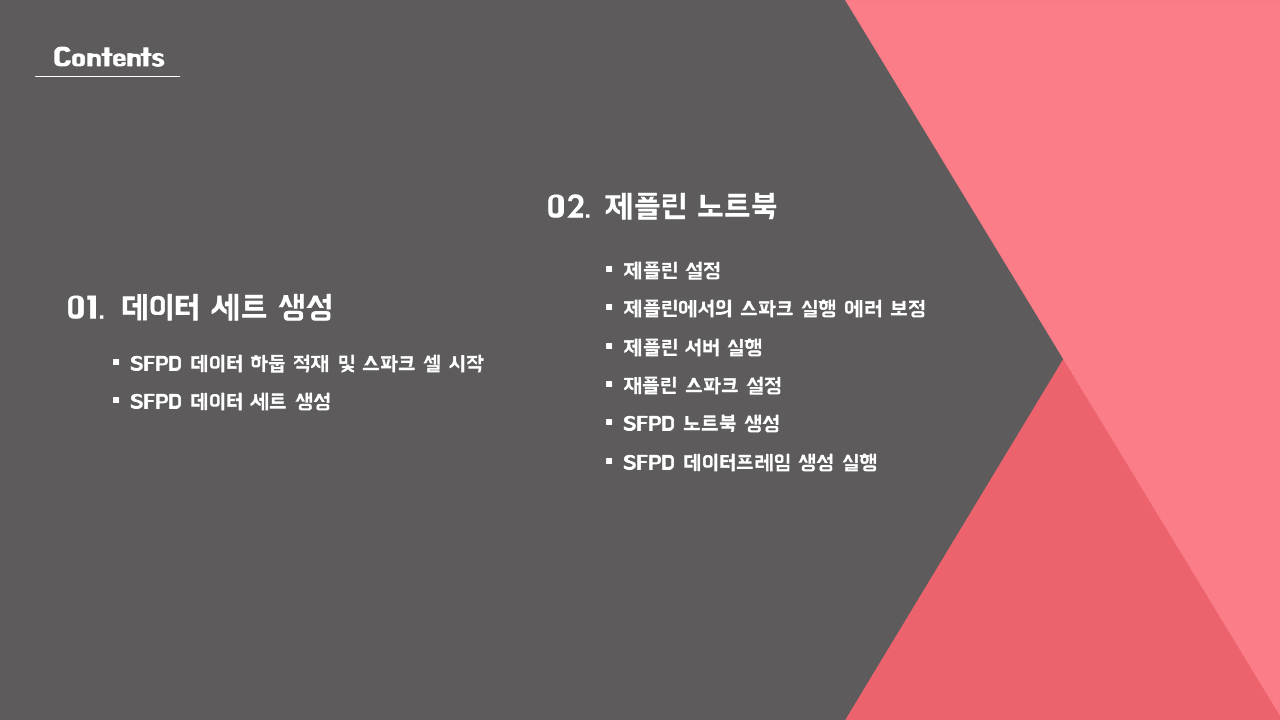 Contents
01. 데이터 세트 생성
▪ SFPD 데이터 하둡 적재 및 스파크 셸 시작
▪ SFPD 데이터 세트 생성
02. 제플린 노트북
▪ 제플린 설정
▪ 제플린에서의 스파크 실행 에러 보정
▪ 제플린 서버 실행
▪ 재플린 스파크 설정
▪ SFPD 노트북 생성
▪ SFPD 데이터프레임 생성 실행